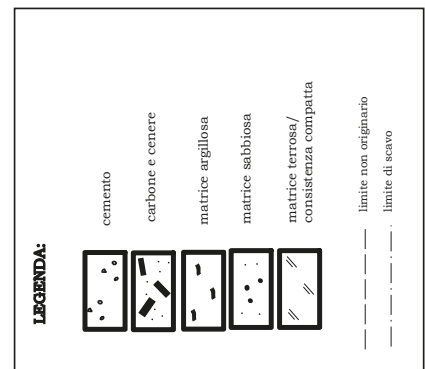 LEGENDA:
cemento
carbone e cenere
matrice argillosa
matrice sabbiosa
matrice terrosa/
consistenza compatta
limite non originario
limite di scavo